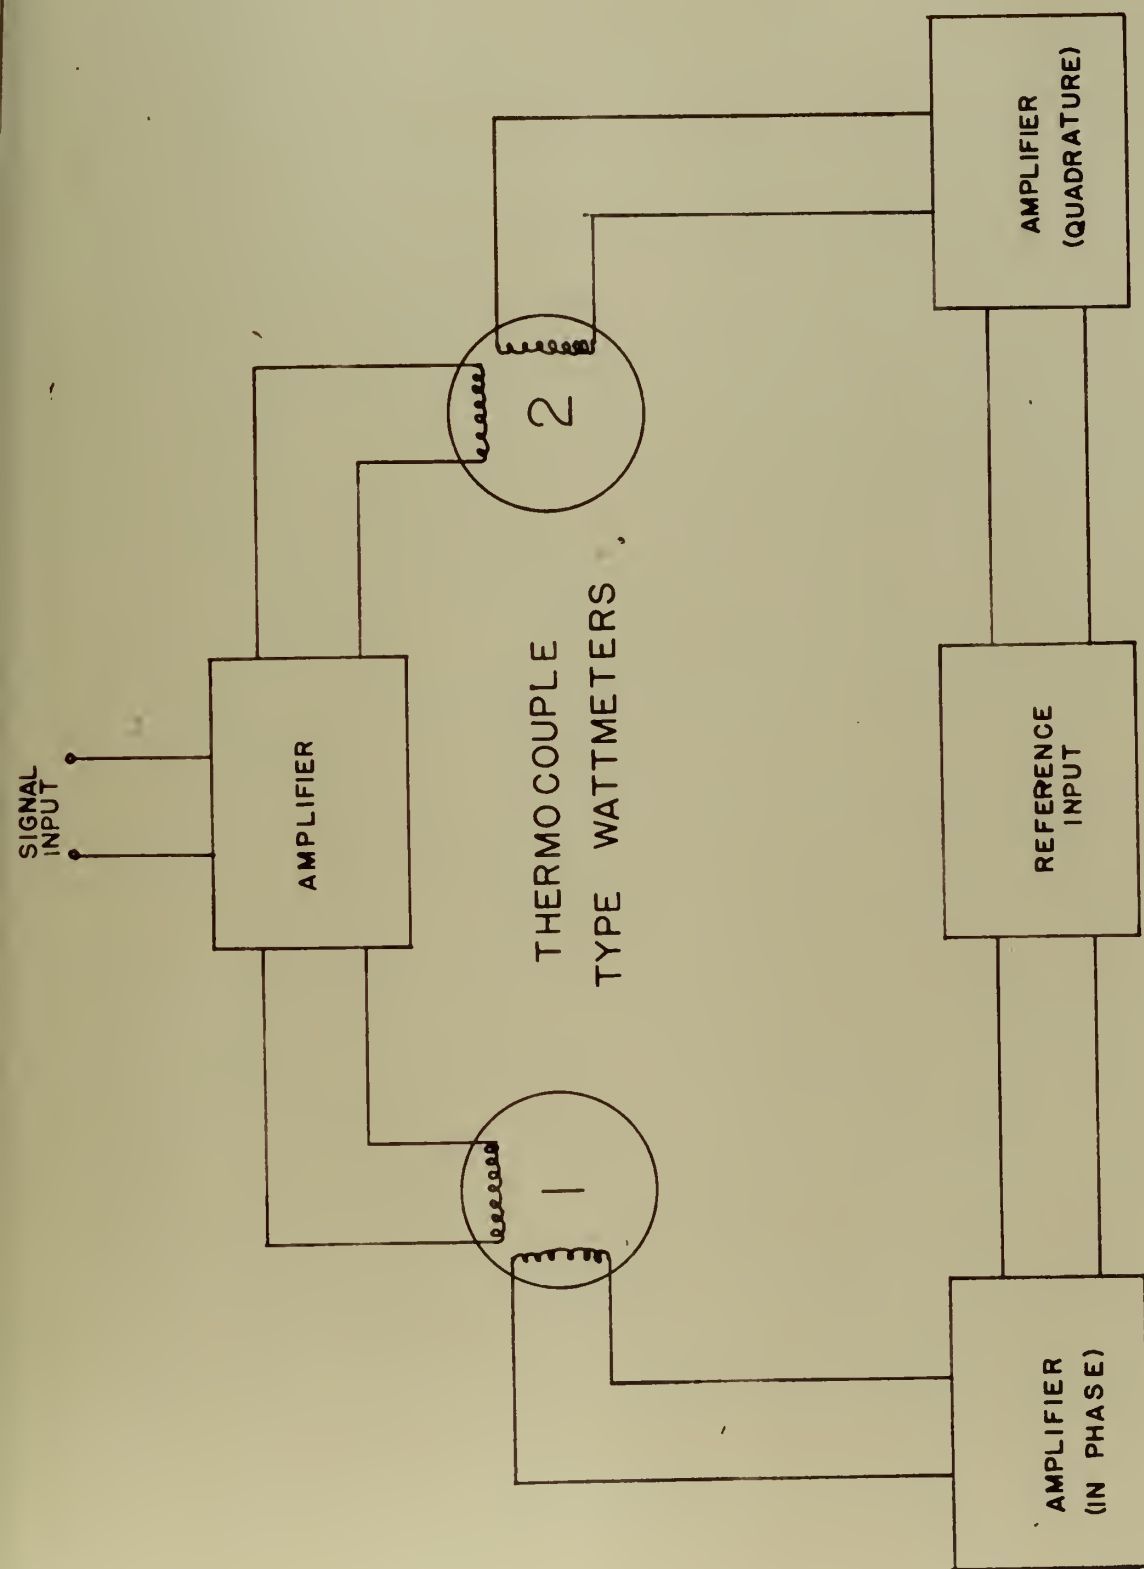 SIGNAL
INPUT
AMPLIFIER
1
2
THERMOCOUPLE
TYPE WATTMETERS
AMPLIFIER
(IN PHASE)
REFERENCE
INPUT
AMPLIFIER
(QUADRATURE)